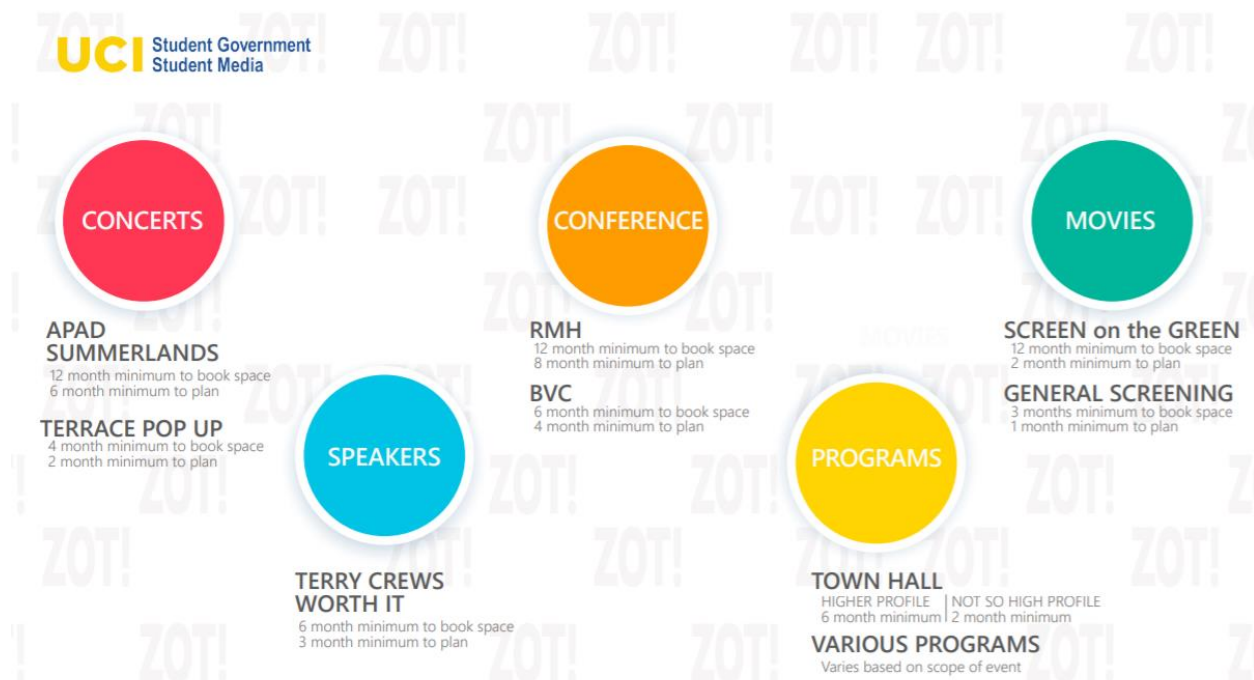 UCI Student Government
Student Media
CONCERTS
APAD
SUMMERLANDS
12 month minimum to book space
6 month minimum to plan
TERRACE POP UP
4 month minimum to book space
2 month minimum to plan
SPEAKERS
TERRY CREWS
WORTH IT
6 month minimum to book space
3 month minimum to plan
CONFERENCE
RMH
12 month minimum to book space
8 month minimum to plan
BVC
6 month minimum to book space
4 month minimum to plan
MOVIES
PROGRAMS
TOWN HALL
HIGHER PROFILE | NOT SO HIGH PROFILE
6 month minimum | 2 month minimum
VARIOUS PROGRAMS
Varies based on scope of event
MOVIES
SCREEN on the GREEN
12 month minimum to book space
2 month minimum to plan
GENERAL SCREENING
3 months minimum to book space
1 month minimum to plan
ZOT!